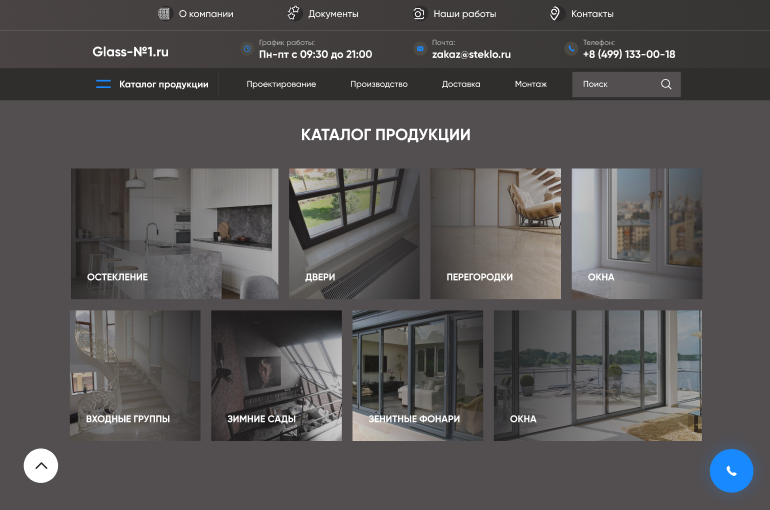 О компании
Документы
Наши работы
Контакты
Glass-№1.ru
График работы:
Пн-пт с 09:30 до 21:00
Почта:
zakaz@steklo.ru
Телефон:
+8 (499) 133-00-18
Каталог продукции
Проектирование
Производство
Доставка
Монтаж
Поиск
КАТАЛОГ ПРОДУКЦИИ
ОСТЕКЛЕНИЕ
ДВЕРИ
ПЕРЕГОРОДКИ
ОКНА
ВХОДНЫЕ ГРУППЫ
ЗИМНИЕ САДЫ
ЗЕНИТНЫЕ ФОНАРИ
ОКНА